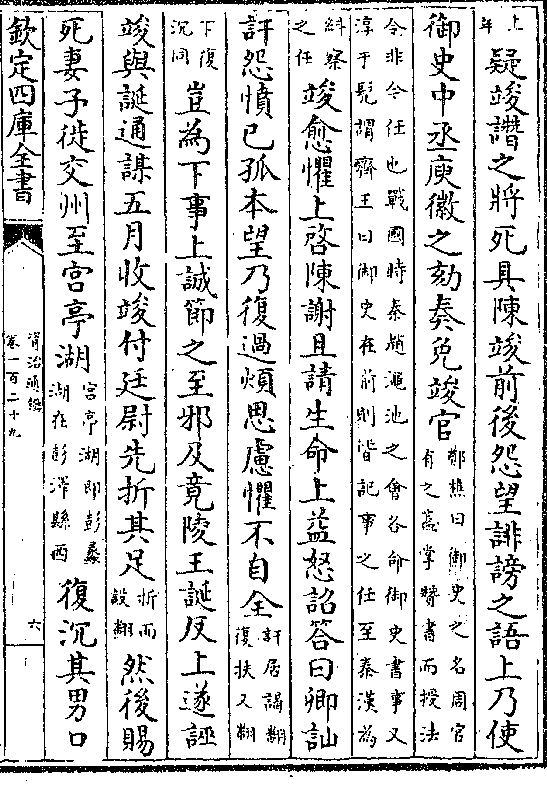 上年疑竣譖之將死具陳竣前後怨望誹謗之語上乃使
御史中丞庾徽之劾奏免竣官鄭樵曰御史之名周官有之葢掌贊書而授法
令非令任也戰國時秦趙澠池之會各命御史書事又淳于髠謂齊王曰御史在前則皆記事之任至秦漢為
糾察之任竣愈懼上啓陳謝且請生命上益怒詔答曰卿訕
訐怨憤已孤本望乃復過煩思慮懼不自全訐居謁翻復扶又翻
下復沉同豈為下事上誠節之至邪及竟陵王誕反上遂誣
竣與誕通謀五月收竣付廷尉先折其足折而設翻然後賜
死妻子徙交州至宮亭湖宮亭湖即彭蠡湖在彭澤縣西復沉其男口
欽定四庫全書
資治通鑑
卷一百二十九
六